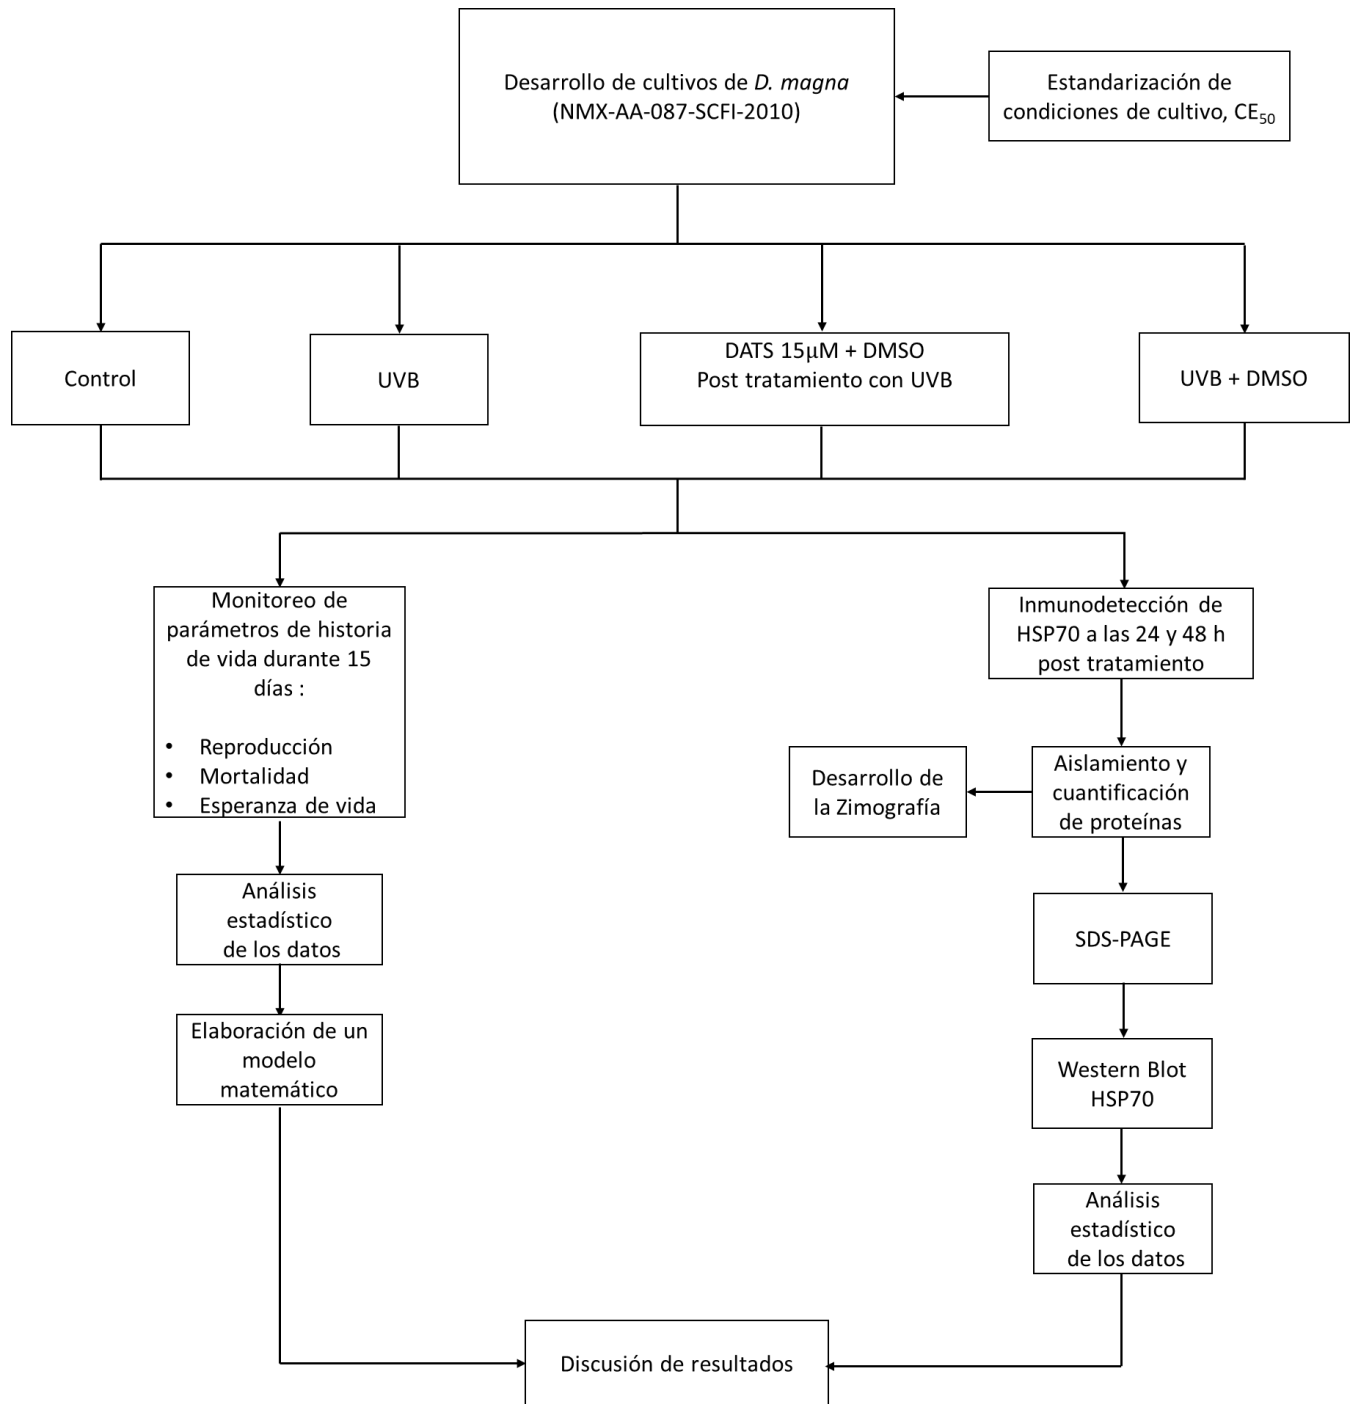 Desarrollo de cultivos de D. magna
(NMX-AA-087-SCFI-2010)
Estandarización de
condiciones de cultivo, CE50
Control
UVB
DATS 15μM + DMSO
Post tratamiento con UVB
UVB + DMSO
Monitoreo de
parámetros de historia
de vida durante 15
días :
• Reproducción
• Mortalidad
• Esperanza de vida
Inmunodetección de
HSP70 a las 24 y 48 h
post tratamiento
Desarrollo de
la Zimografía
Aislamiento y
cuantificación
de proteínas
Análisis
estadístico
de los datos
SDS-PAGE
Elaboración de un
modelo
matemático
Western Blot
HSP70
Análisis
estadístico
de los datos
Discusión de resultados